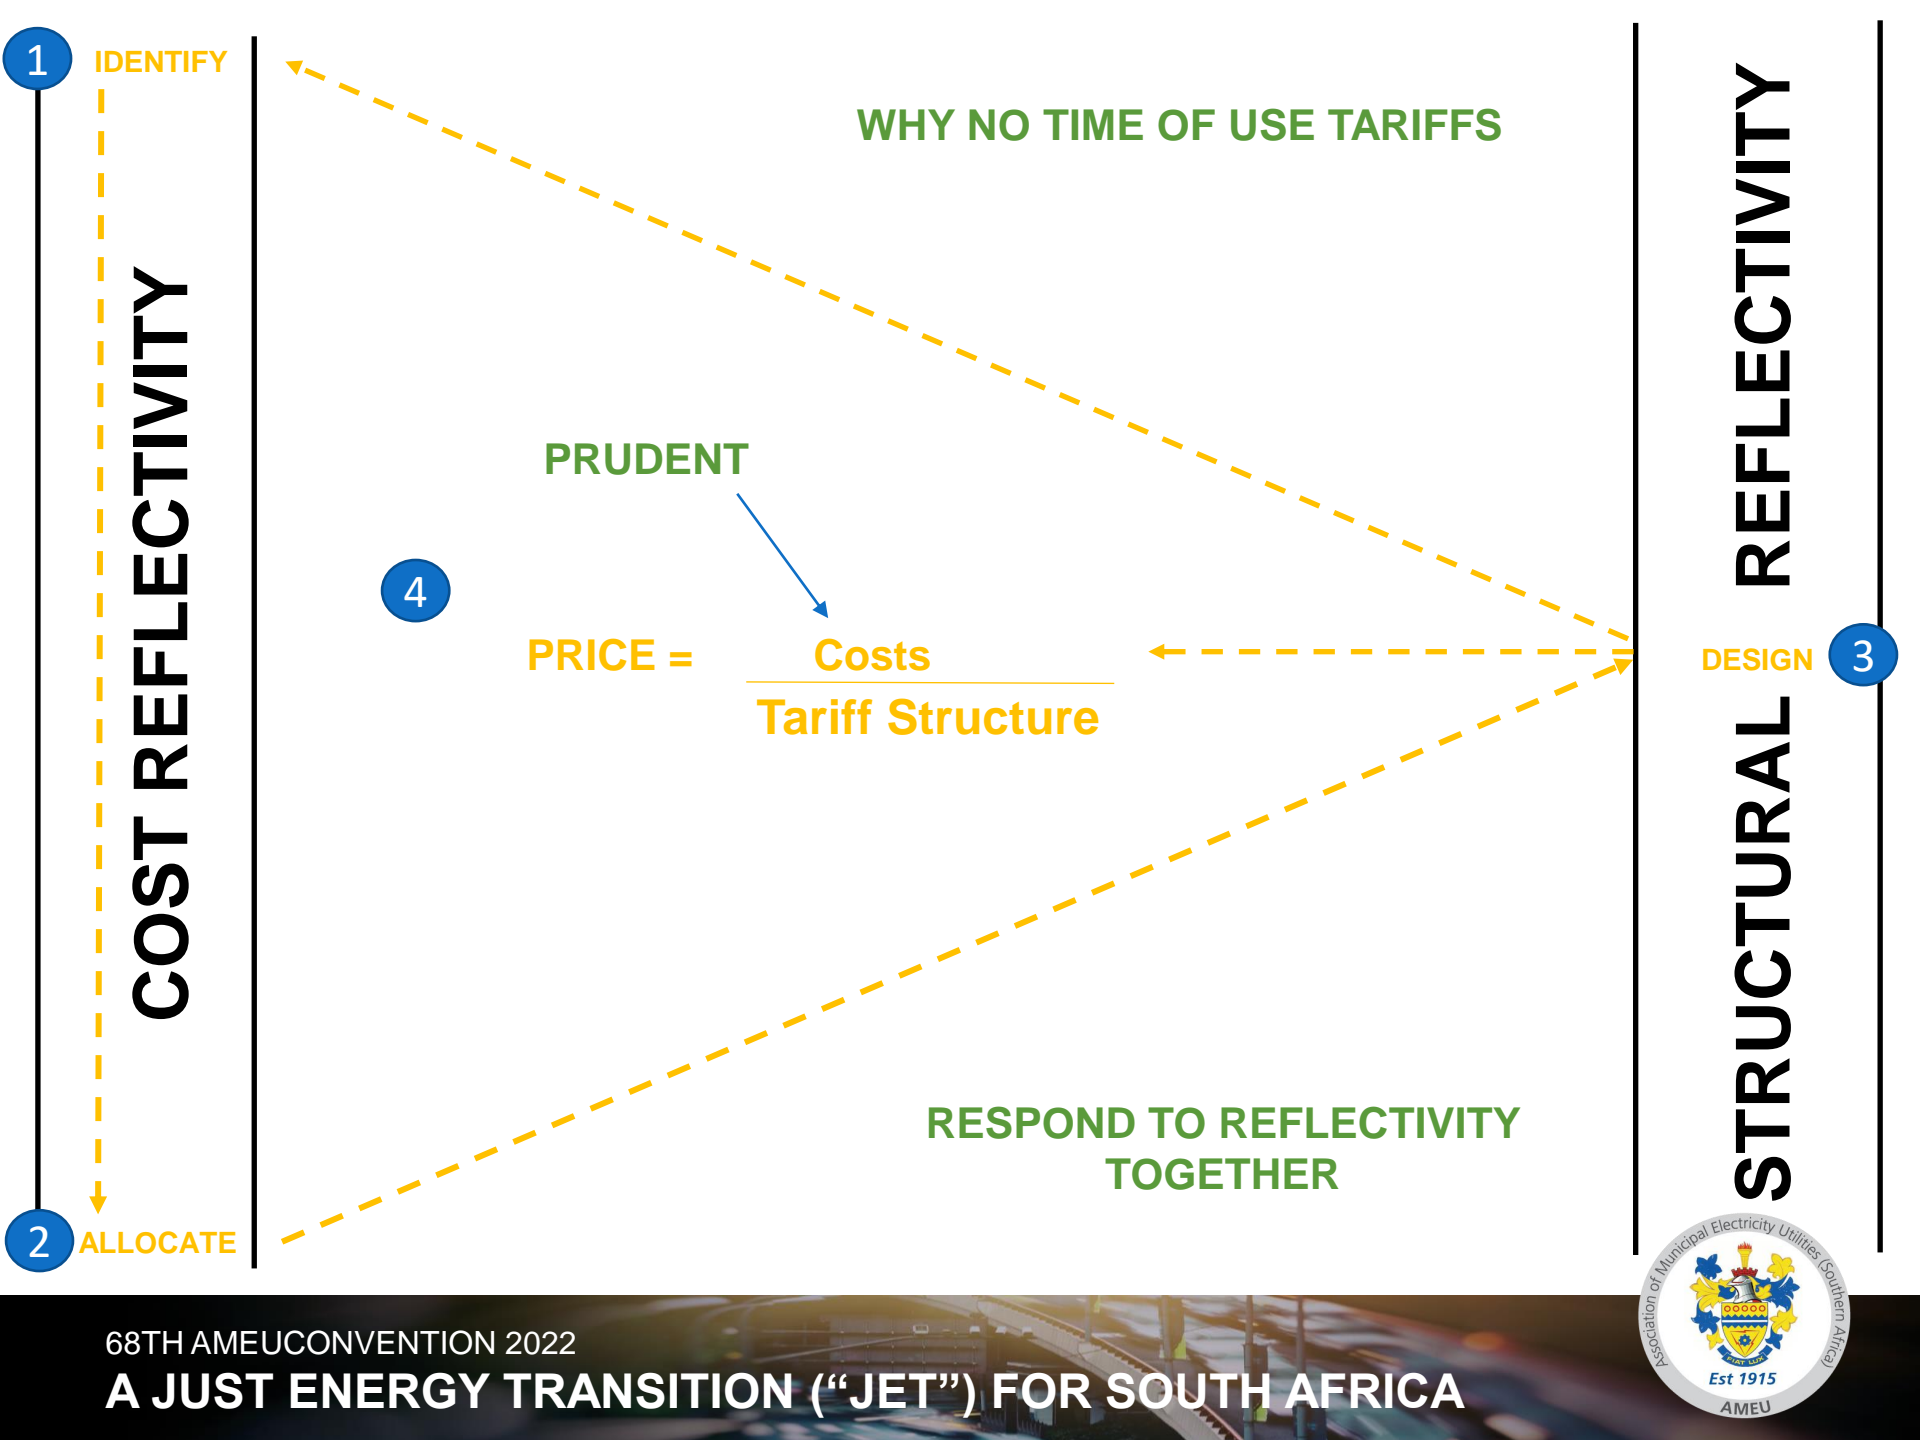 1
IDENTIFY
WHY NO TIME OF USE TARIFFS
COST REFLECTIVITY
STRUCTURAL REFLECTIVITY
PRUDENT
4
PRICE =
Costs
Tariff Structure
DESIGN
3
RESPOND TO REFLECTIVITY
TOGETHER
2
ALLOCATE
Association of Municipal Electricity Utilities (Southern Africa)
FIAT LUX
Est 1915
AMEU
68TH AMEUCONVENTION 2022
A JUST ENERGY TRANSITION (“JET”) FOR SOUTH AFRICA